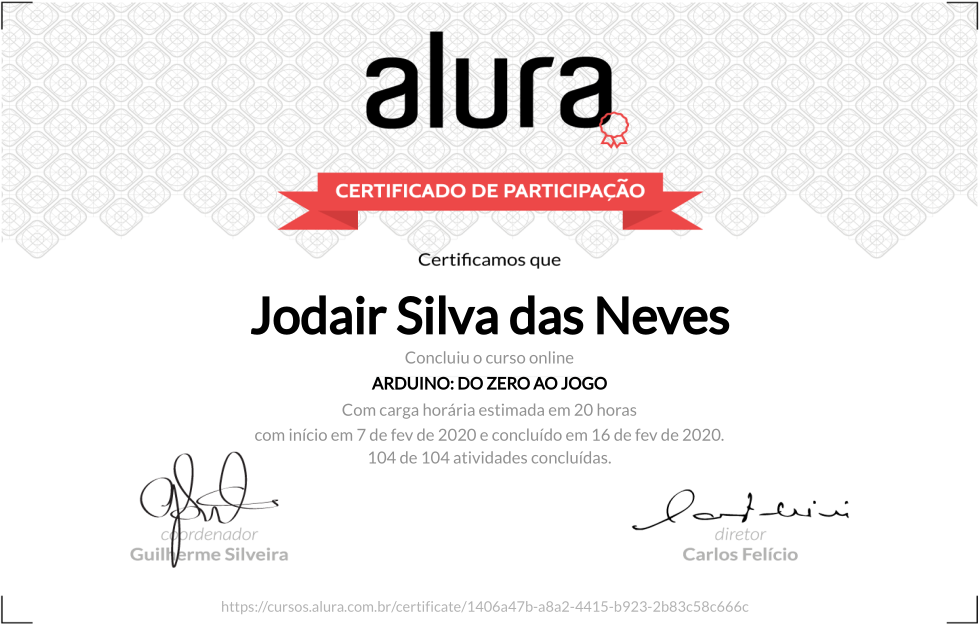 alura
CERTIFICADO DE PARTICIPAÇÃO
Certificamos que
Jodair Silva das Neves
Concluiu o curso online
ARDUINO: DO ZERO AO JOGO
Com carga horária estimada em 20 horas
com início em 7 de fev de 2020 e concluído em 16 de fev de 2020.
104 de 104 atividades concluídas.
coordenador
Guilherme Silveira
diretor
Carlos Felício
https://cursos.alura.com.br/certificate/1406a47b-a8a2-4415-b923-2b83c58c666c